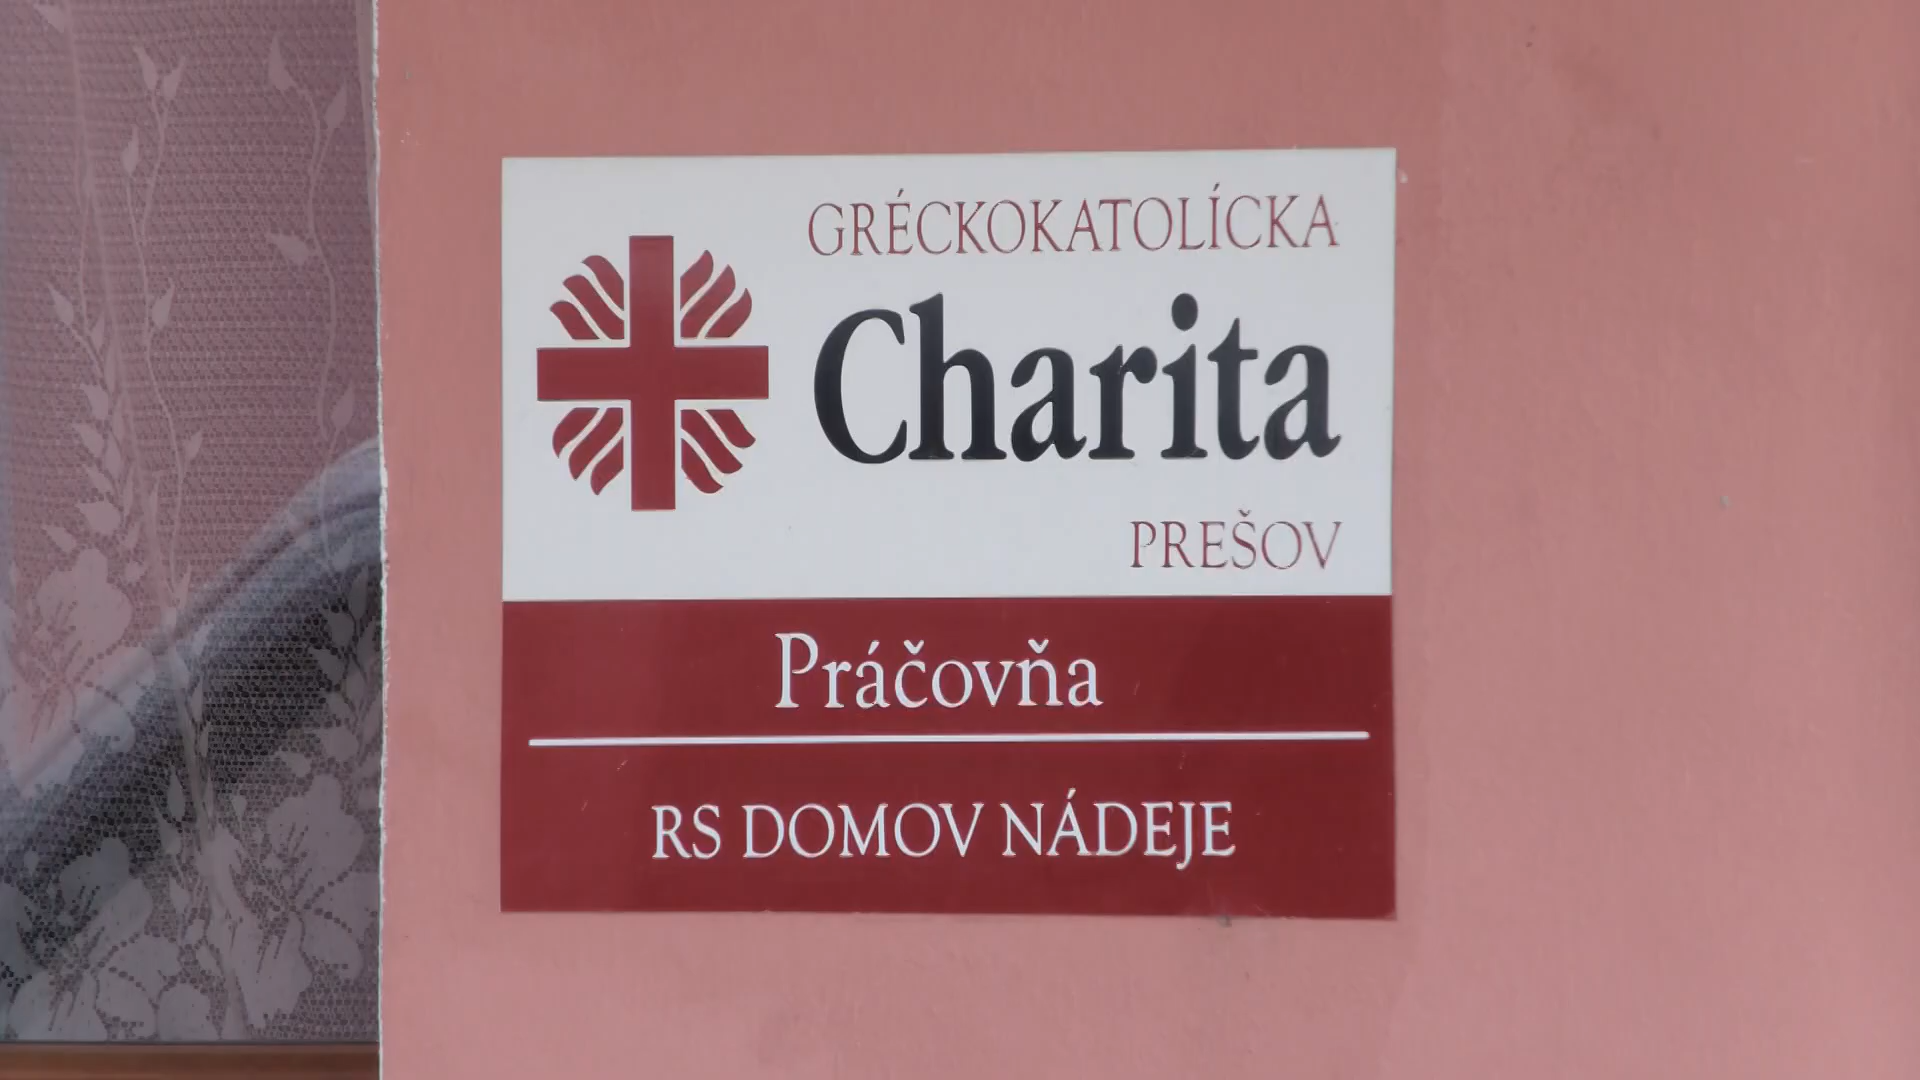 GRÉCKOKATOLÍCKA
Charita
PREŠOV
Práčovňa
RS DOMOV NÁDEJE